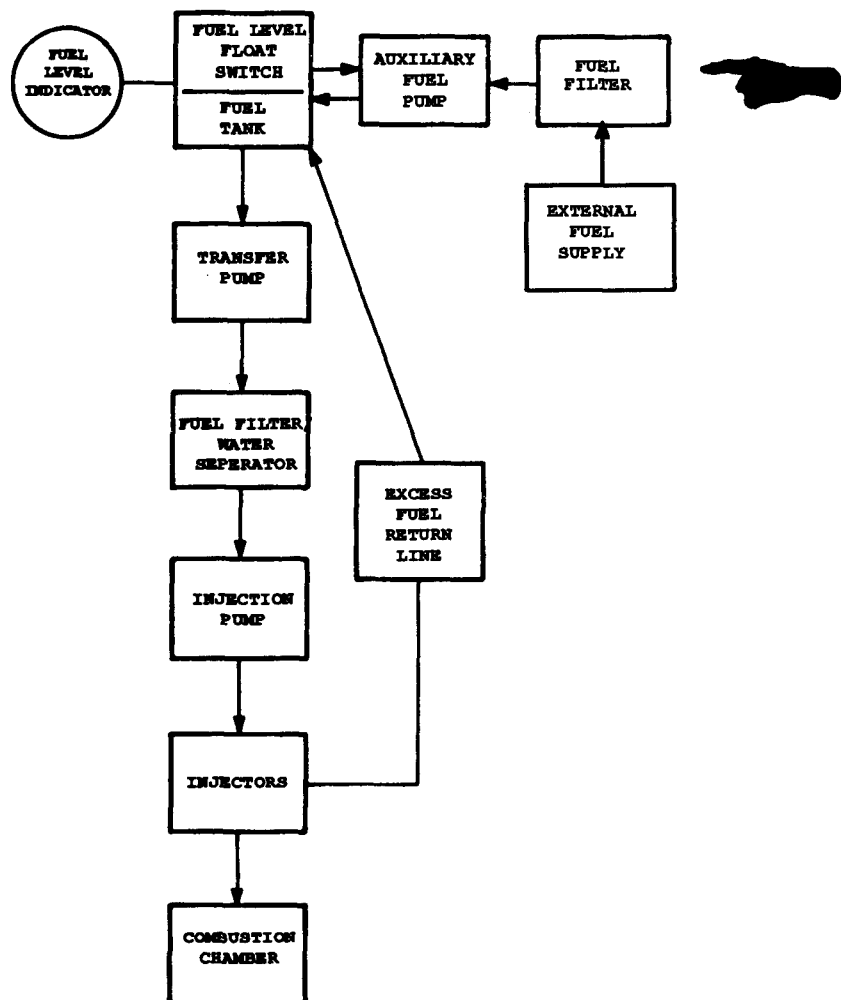 FUEL
LEVEL
INDICATOR
FUEL LEVEL
FLOAT
SWITCH
FUEL
TANK
AUXILIARY
FUEL
PUMP
FUEL
FILTER
EXTERNAL
FUEL
SUPPLY
TRANSFER
PUMP
FUEL FILTER/
WATER
SEPERATOR
EXCESS
FUEL
RETURN
LINE
INJECTION
PUMP
INJECTORS
COMBUSTION
CHAMBER